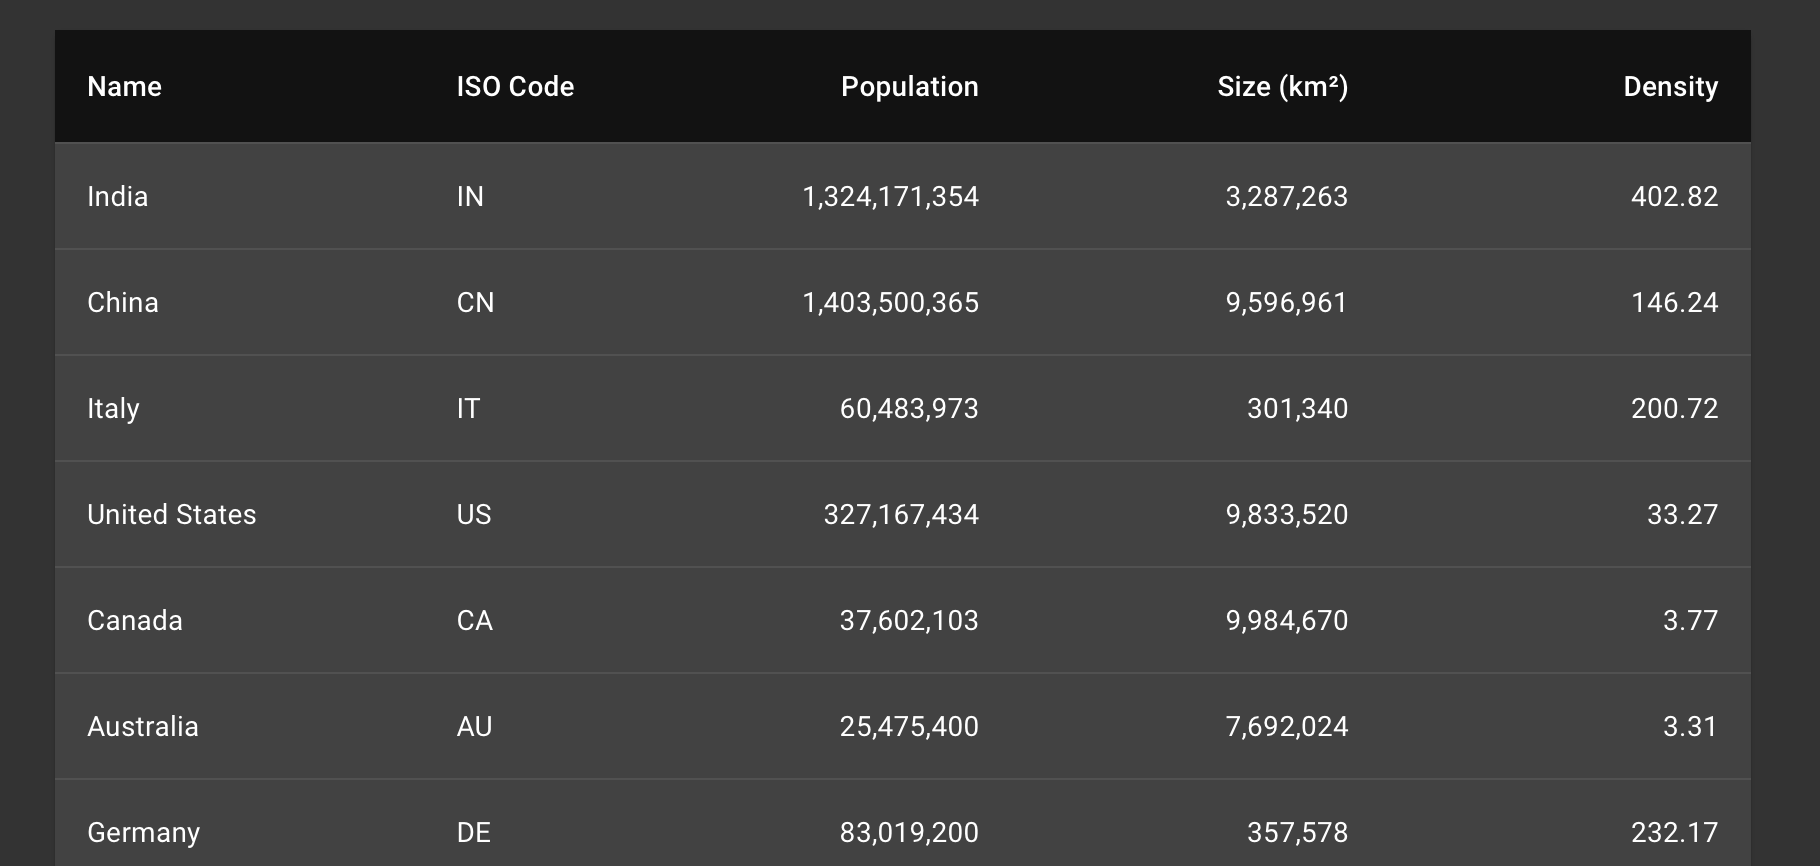 Name ISO Code Population Size (km²) Density
India IN 1,324,171,354 3,287,263 402.82
China CN 1,403,500,365 9,596,961 146.24
Italy IT 60,483,973 301,340 200.72
United States US 327,167,434 9,833,520 33.27
Canada CA 37,602,103 9,984,670 3.77
Australia AU 25,475,400 7,692,024 3.31
Germany DE 83,019,200 357,578 232.17